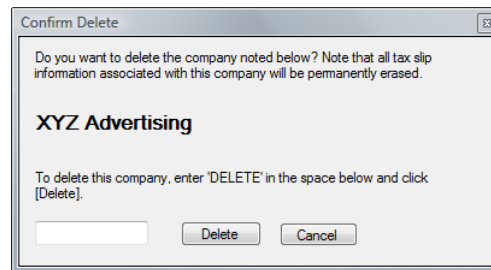 Confirm Delete
Do you want to delete the company noted below? Note that all tax slip
information associated with this company will be permanently erased.
XYZ Advertising
To delete this company, enter 'DELETE' in the space below and click
[Delete].
Delete Cancel